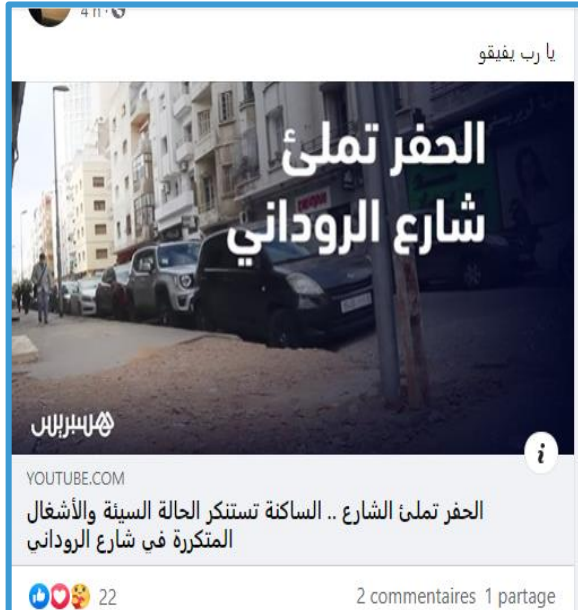 4 h ·
يا رب يفيقو
الحفر تملئ
شارع الروداني
هسبريس
YOUTUBE.COM
الحفر تملئ الشارع .. الساكنة تستنكر الحالة السيئة والأشغال
المتكررة في شارع الروداني
22
2 commentaires 1 partage